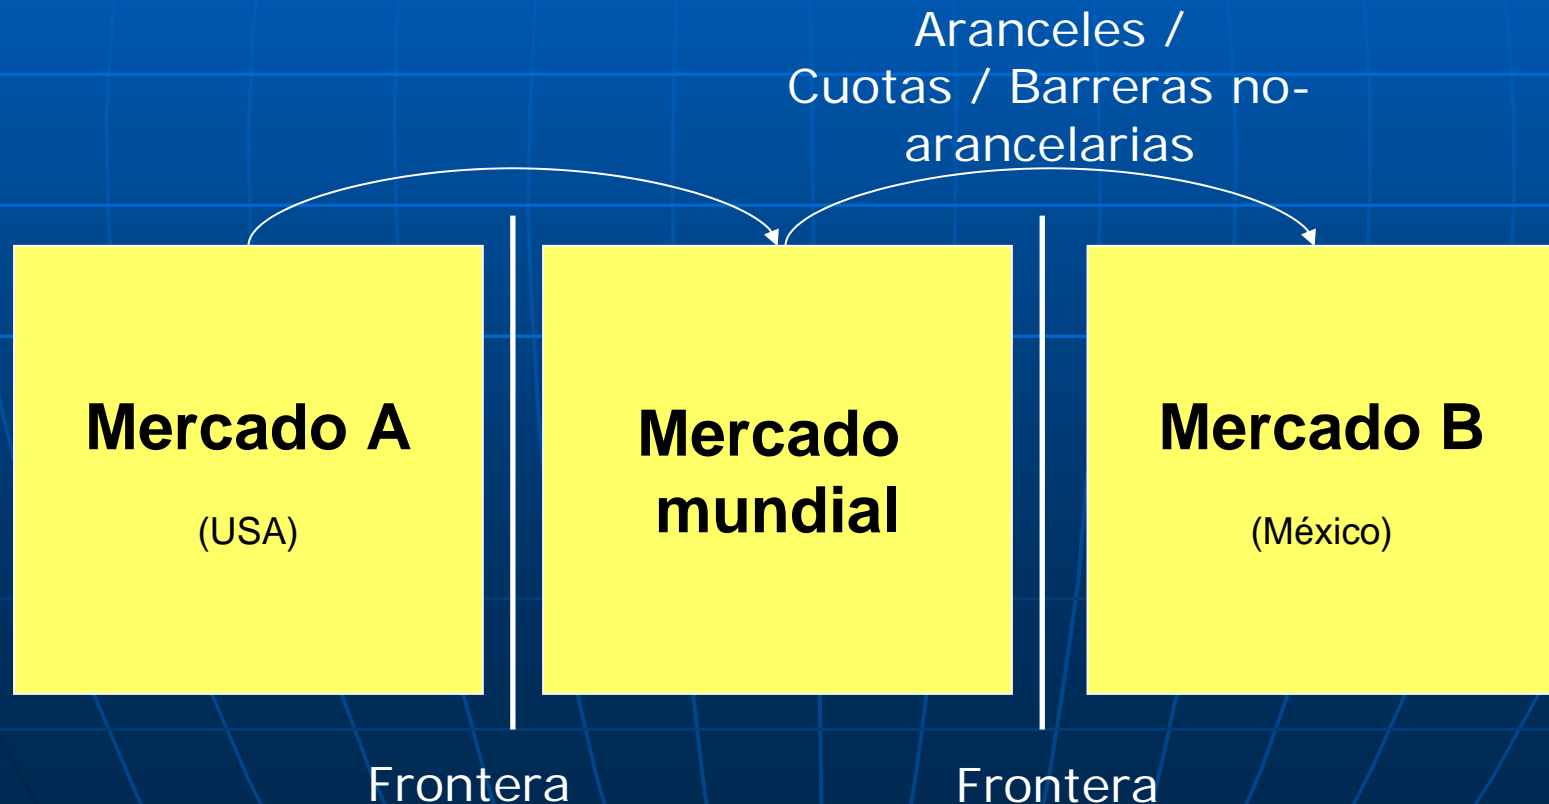 Aranceles /
Cuotas / Barreras no-
arancelarias
Mercado A
(USA)
Mercado
mundial
Mercado B
(México)
Frontera
Frontera